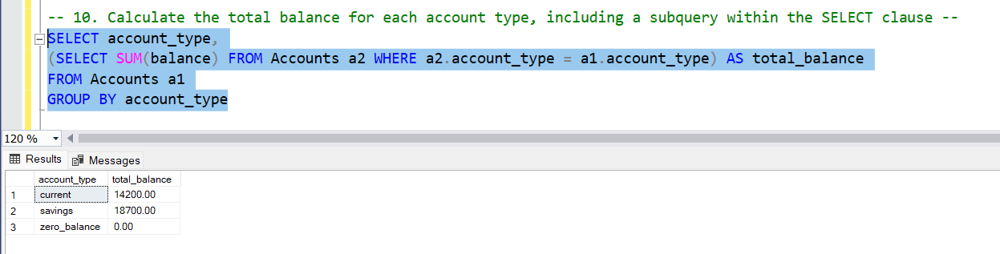 -- 10. Calculate the total balance for each account type, including a subquery within the SELECT clause --
SELECT account_type,
(SELECT SUM(balance) FROM Accounts a2 WHERE a2.account_type = a1.account_type) AS total_balance
FROM Accounts a1
GROUP BY account_type
120 %
Results Messages
account_type total_balance
1 current 14200.00
2 savings 18700.00
3 zero_balance 0.00